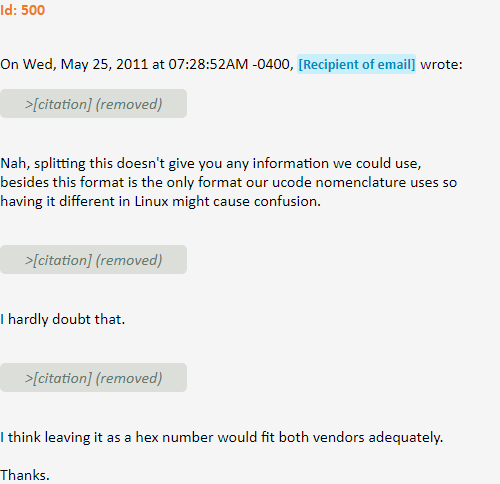 Id: 500
On Wed, May 25, 2011 at 07:28:52AM -0400, [Recipient of email] wrote:
>[citation] (removed)
Nah, splitting this doesn't give you any information we could use,
besides this format is the only format our ucode nomenclature uses so
having it different in Linux might cause confusion.
>[citation] (removed)
I hardly doubt that.
>[citation] (removed)
I think leaving it as a hex number would fit both vendors adequately.
Thanks.